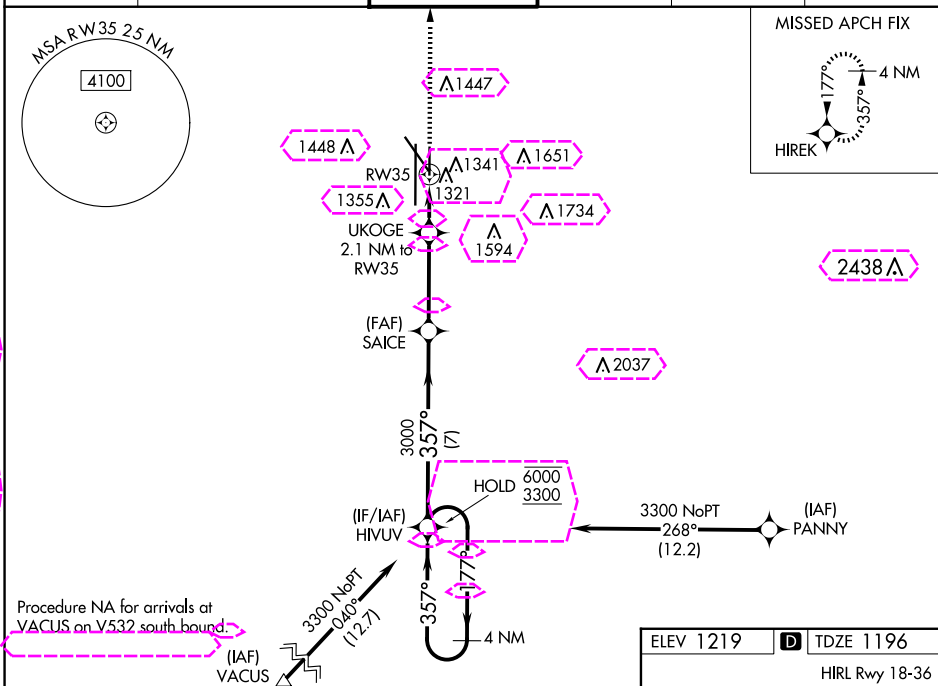 MSA RW35 25 NM
4100
MISSED APCH FIX
177°
357°
4 NM
HIREK
1447
1448
1341
1651
RW35
1321
1355
1734
UKOGE
2.1 NM to
RW35
1594
2438
(FAF)
SAICE
2037
3000
357°
(7)
HOLD
6000
3300
(IF/IAF)
HIVUV
3300 NoPT
268°
(12.2)
(IAF)
PANNY
357°
177°
4 NM
3300 NoPT
040°
(12.7)
Procedure NA for arrivals at
VACUS on V532 south bound.
(IAF)
VACUS
ELEV 1219 D TDZE 1196
HIRL Rwy 18-36